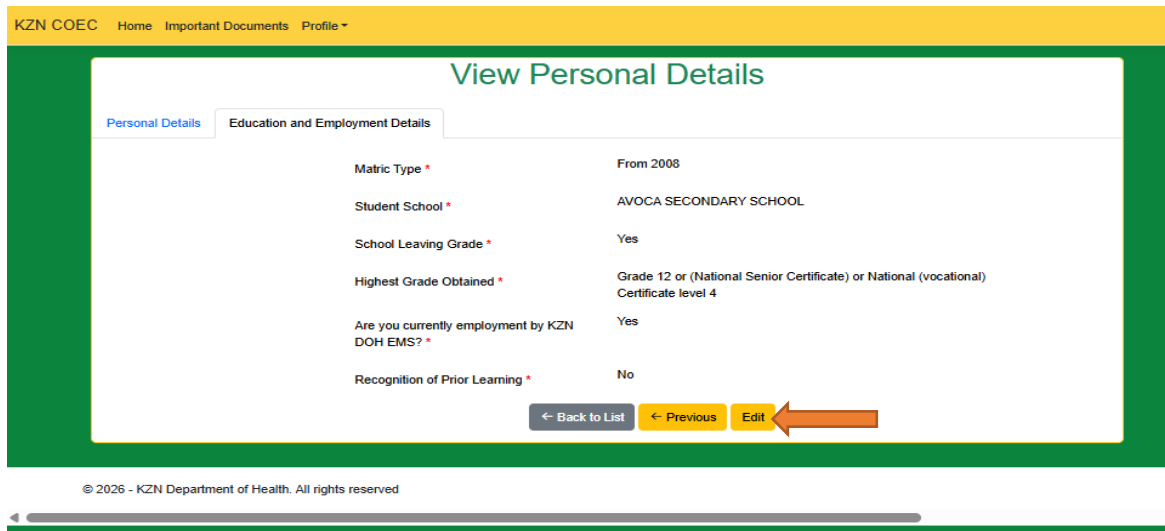 KZN COEC Home Important Documents Profile
View Personal Details
Personal Details Education and Employment Details
Matric Type * From 2008
Student School * AVOCA SECONDARY SCHOOL
School Leaving Grade * Yes
Highest Grade Obtained * Grade 12 or (National Senior Certificate) or National (vocational)
Certificate level 4
Are you currently employment by KZN Yes
DOH EMS? *
Recognition of Prior Learning * No
← Back to List ← Previous Edit
© 2026 - KZN Department of Health. All rights reserved